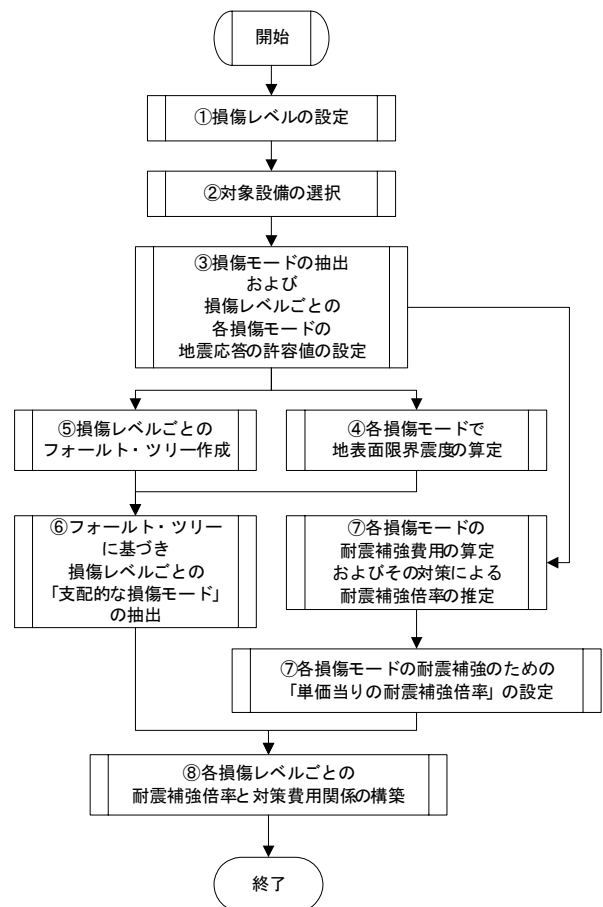 開始
①損傷レベルの設定
②対象設備の選択
③損傷モードの抽出
および
損傷レベルごとの
各損傷モードの
地震応答の許容値の設定
⑤損傷レベルごとの
フォールト・ツリー作成
④各損傷モードで
地表面限界震度の算定
⑥フォールト・ツリー
に基づき
損傷レベルごとの
「支配的な損傷モード」
の抽出
⑦各損傷モードの
耐震補強費用の算定
およびその対策による
耐震補強倍率の推定
⑦各損傷モードの耐震補強のための
「単価当りの耐震補強倍率」の設定
⑧各損傷レベルごとの
耐震補強倍率と対策費用関係の構築
終了